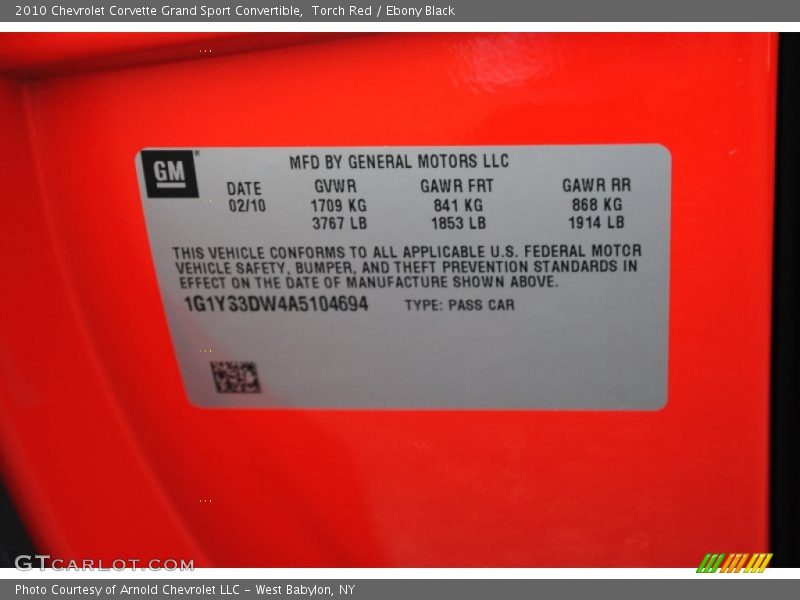 2010 Chevrolet Corvette Grand Sport Convertible,  Torch Red / Ebony Black
GM
MFD BY GENERAL MOTORS LLC
DATE GVWR GAWR FRT GAWR RR
02/10 1709 KG 841 KG 868 KG
3767 LB 1853 LB 1914 LB
THIS VEHICLE CONFORMS TO ALL APPLICABLE U.S. FEDERAL MOTOR
VEHICLE SAFETY, BUMPER, AND THEFT PREVENTION STANDARDS IN
EFFECT ON THE DATE OF MANUFACTURE SHOWN ABOVE.
1G1YS3DW4A5104694 TYPE: PASS CAR
GTCARLOT.COM
Photo Courtesy of Arnold Chevrolet LLC - West Babylon, NY